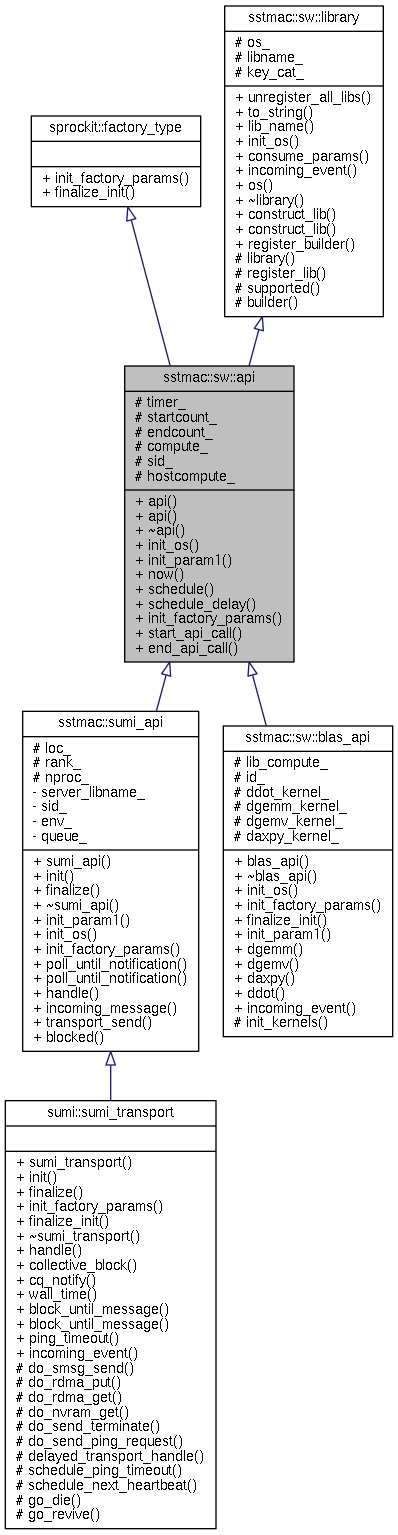 sstmac::sw::library
# os_
# libname_
# key_cat_
+ unregister_all_libs()
+ to_string()
+ lib_name()
+ init_os()
+ consume_params()
+ incoming_event()
+ os()
+ ~library()
+ construct_lib()
+ construct_lib()
+ register_builder()
# library()
# register_lib()
# supported()
# builder()
sprockit::factory_type
+ init_factory_params()
+ finalize_init()
sstmac::sw::api
# timer_
# startcount_
# endcount_
# compute_
# sid_
# hostcompute_
+ api()
+ api()
+ ~api()
+ init_os()
+ init_param1()
+ now()
+ schedule()
+ schedule_delay()
+ init_factory_params()
+ start_api_call()
+ end_api_call()
sstmac::sumi_api
# loc_
# rank_
# nproc_
- server_libname_
- sid_
- env_
- queue_
+ sumi_api()
+ init()
+ finalize()
+ ~sumi_api()
+ init_param1()
+ init_os()
+ init_factory_params()
+ poll_until_notification()
+ poll_until_notification()
+ handle()
+ incoming_message()
+ transport_send()
+ blocked()
sstmac::sw::blas_api
# lib_compute_
# id_
# ddot_kernel_
# dgemm_kernel_
# dgemv_kernel_
# daxpy_kernel_
+ blas_api()
+ ~blas_api()
+ init_os()
+ init_factory_params()
+ finalize_init()
+ init_param1()
+ dgemm()
+ dgemv()
+ daxpy()
+ ddot()
+ incoming_event()
# init_kernels()
sumi::sumi_transport
+ sumi_transport()
+ init()
+ finalize()
+ init_factory_params()
+ finalize_init()
+ ~sumi_transport()
+ handle()
+ collective_block()
+ cq_notify()
+ wall_time()
+ block_until_message()
+ block_until_message()
+ ping_timeout()
+ incoming_event()
# do_smsg_send()
# do_rdma_put()
# do_rdma_get()
# do_nvram_get()
# do_send_terminate()
# do_send_ping_request()
# delayed_transport_handle()
# schedule_ping_timeout()
# schedule_next_heartbeat()
# go_die()
# go_revive()